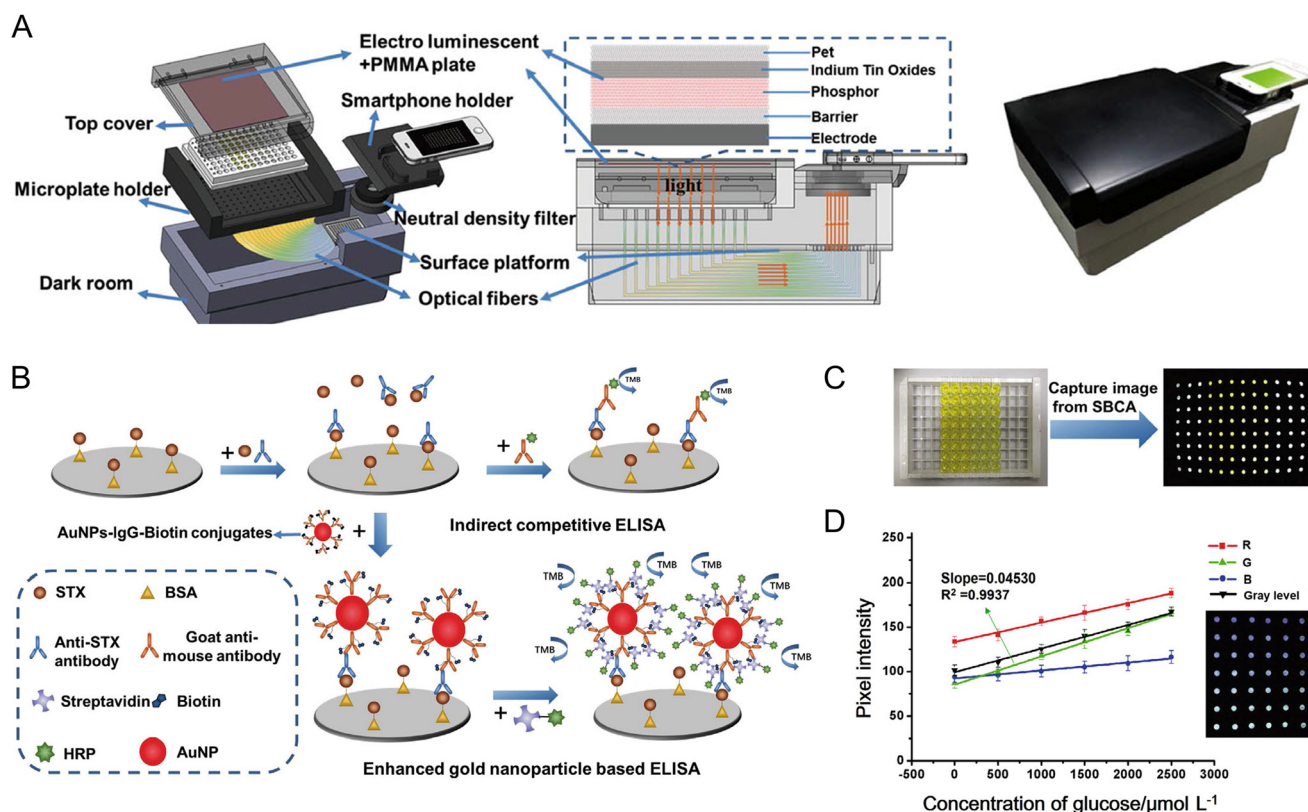 A
Electro luminescent
+PMMA plate
Top cover
Smartphone holder
Microplate holder
Neutral density filter
Surface platform
Dark room
Optical fibers
Pet
Indium Tin Oxides
Phosphor
Barrier
Electrode
light
B
+
+
TMB
TMB
AuNPs-IgG-Biotin conjugates
+
Indirect competitive ELISA
STX
BSA
Anti-STX
antibody
Goat anti-
mouse antibody
Streptavidin
Biotin
HRP
AuNP
+
TMB
TMB
TMB
TMB
TMB
TMB
Enhanced gold nanoparticle based ELISA
C
Capture image
from SBCA
D
250
200
150
100
50
0
Pixel intensity
Slope=0.04530
R² =0.9937
R
G
B
Gray level
-500 0 500 1000 1500 2000 2500 3000
Concentration of glucose/μmol L⁻¹